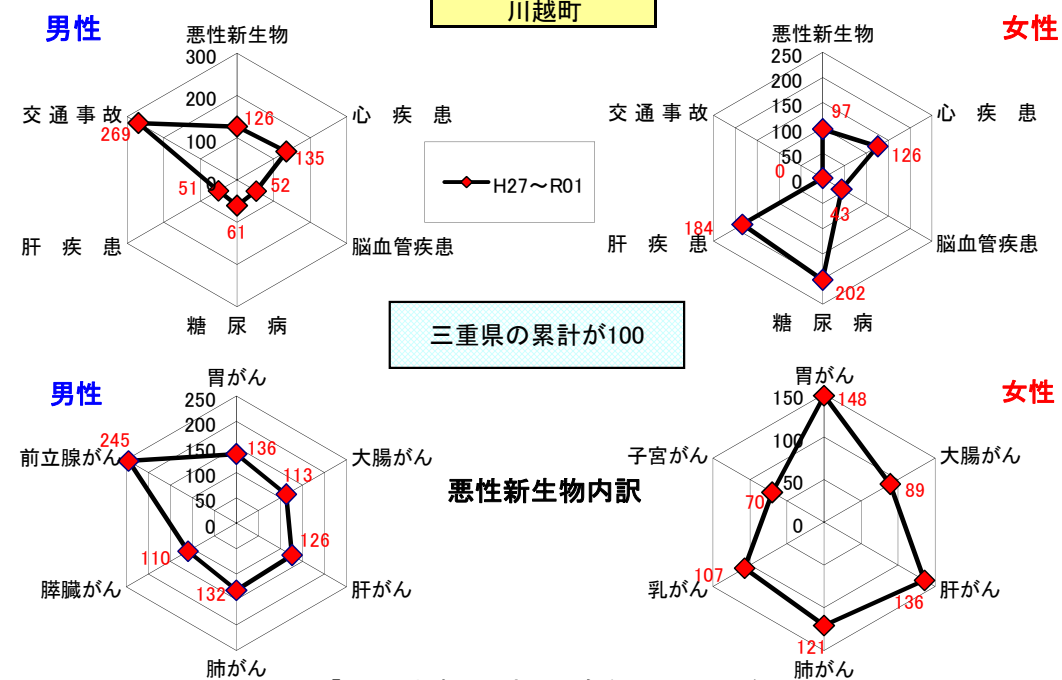 川越町
男性
悪性新生物
300
200
100
0
交 通 事 故
心 疾 患
269
126
135
51
52
61
肝 疾 患
脳血管疾患
糖 尿 病
H27～R01
女性
悪性新生物
250
200
150
100
50
0
交 通 事 故
心 疾 患
97
126
0
43
184
202
肝 疾 患
脳血管疾患
糖 尿 病
三重県の累計が100
男性
胃がん
250
200
150
100
50
0
前立腺がん
大腸がん
245
136
113
110
126
132
膵臓がん
肝がん
肺がん
悪性新生物内訳
女性
胃がん
150
100
50
0
子宮がん
大腸がん
148
70
89
107
136
121
乳がん
肝がん
肺がん